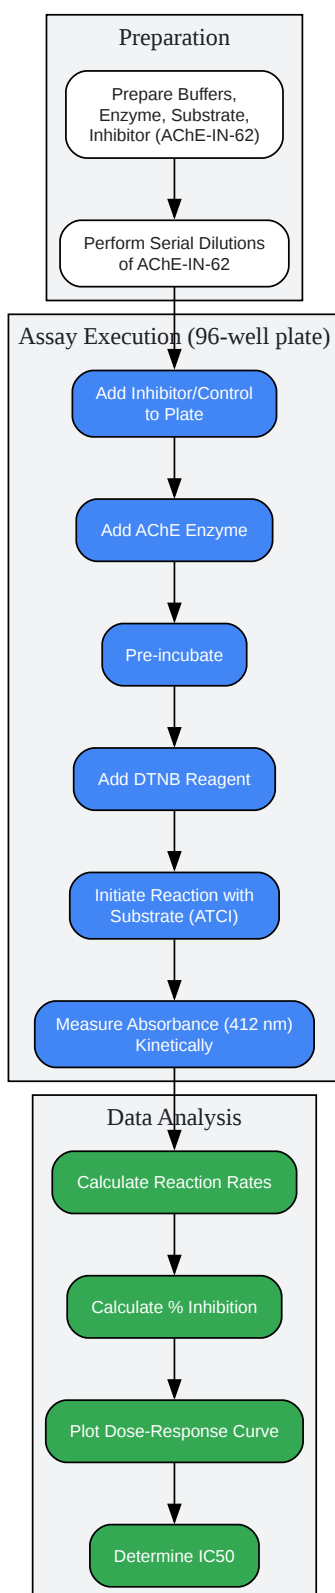 Preparation
Prepare Buffers,
Enzyme, Substrate,
Inhibitor (AChE-IN-62)
Perform Serial Dilutions
of AChE-IN-62
Assay Execution (96-well plate)
Add Inhibitor/Control
to Plate
Add AChE Enzyme
Pre-incubate
Add DTNB Reagent
Initiate Reaction with
Substrate (ATCI)
Measure Absorbance (412 nm)
Kinetically
Data Analysis
Calculate Reaction Rates
Calculate % Inhibition
Plot Dose-Response Curve
Determine IC50